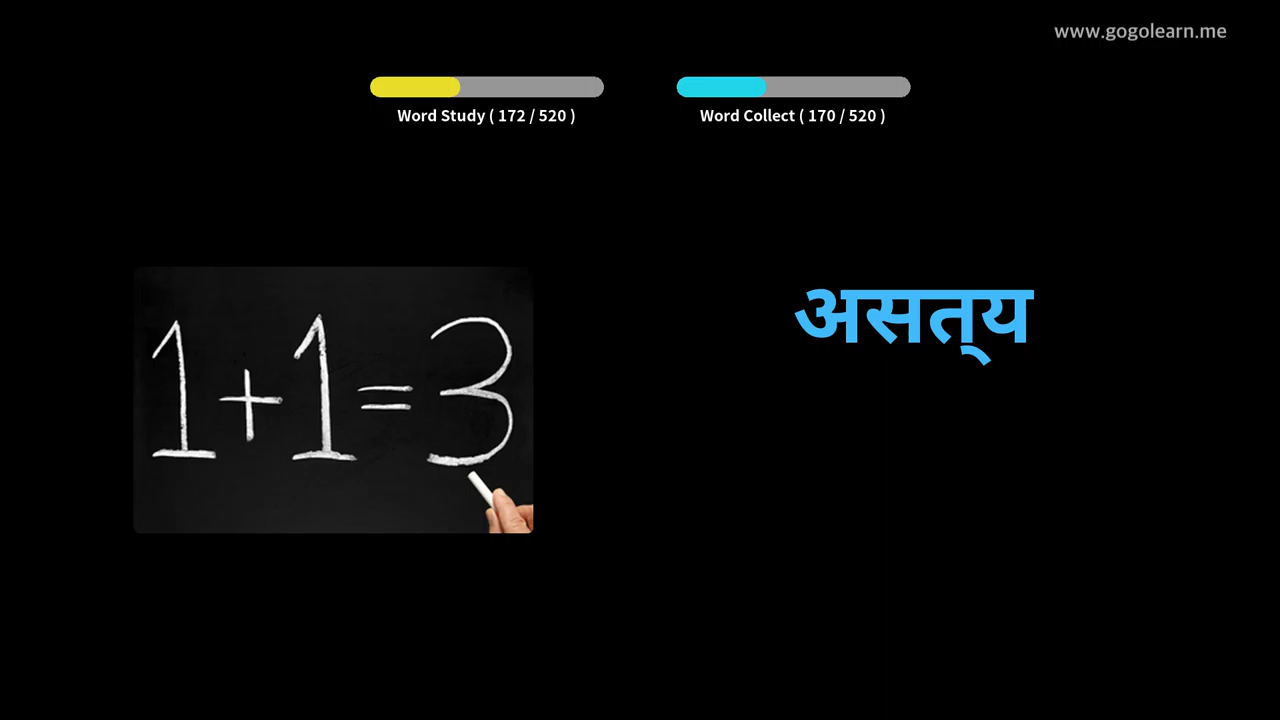 www.gogolearn.me
Word Study ( 172 / 520 )
Word Collect ( 170 / 520 )
1+1=3
असत्य